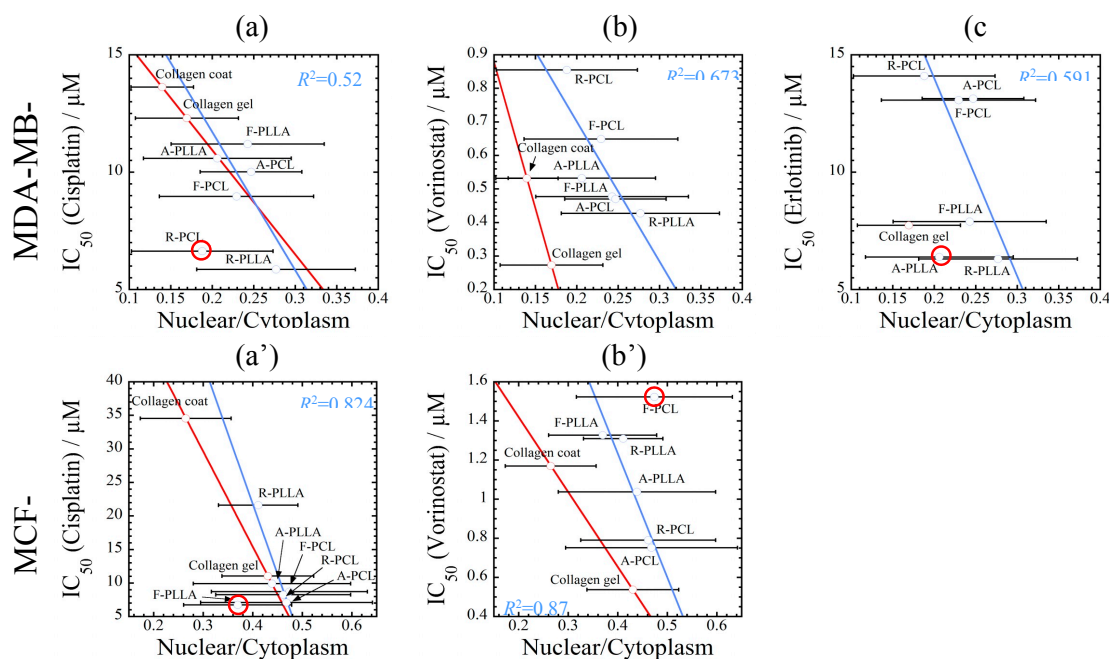 (a)
(b)
(c)
MDA-MB-
IC50 (Cisplatin) / μM
15
10
5
Collagen coat
R²=0.52
Collagen gel
F-PLLA
A-PLLA
A-PCL
F-PCL
R-PCL
R-PLLA
0.1 0.15 0.2 0.25 0.3 0.35 0.4
Nuclear/Cytoplasm
IC50 (Vorinostat) / μM
0.9
0.8
0.7
0.6
0.5
0.4
0.3
0.2
R-PCL
R²=0.673
F-PCL
Collagen coat
A-PLLA
F-PLLA
A-PCL
R-PLLA
Collagen gel
0.1 0.15 0.2 0.25 0.3 0.35 0.4
Nuclear/Cytoplasm
IC50 (Erlotinib) / μM
15
10
5
R-PCL
R²=0.591
A-PCL
F-PCL
F-PLLA
Collagen gel
A-PLLA
R-PLLA
0.1 0.15 0.2 0.25 0.3 0.35 0.4
Nuclear/Cytoplasm
(a’)
(b’)
MCF-
IC50 (Cisplatin) / μM
40
35
30
25
20
15
10
5
R²=0.824
Collagen coat
R-PLLA
A-PLLA
F-PCL
R-PCL
A-PCL
Collagen gel
F-PLLA
0.2 0.3 0.4 0.5 0.6
Nuclear/Cytoplasm
IC50 (Vorinostat) / μM
1.6
1.4
1.2
1
0.8
0.6
0.4
F-PCL
F-PLLA
R-PLLA
Collagen coat
A-PLLA
R-PCL
A-PCL
Collagen gel
R²=0.87
0.2 0.3 0.4 0.5 0.6
Nuclear/Cytoplasm